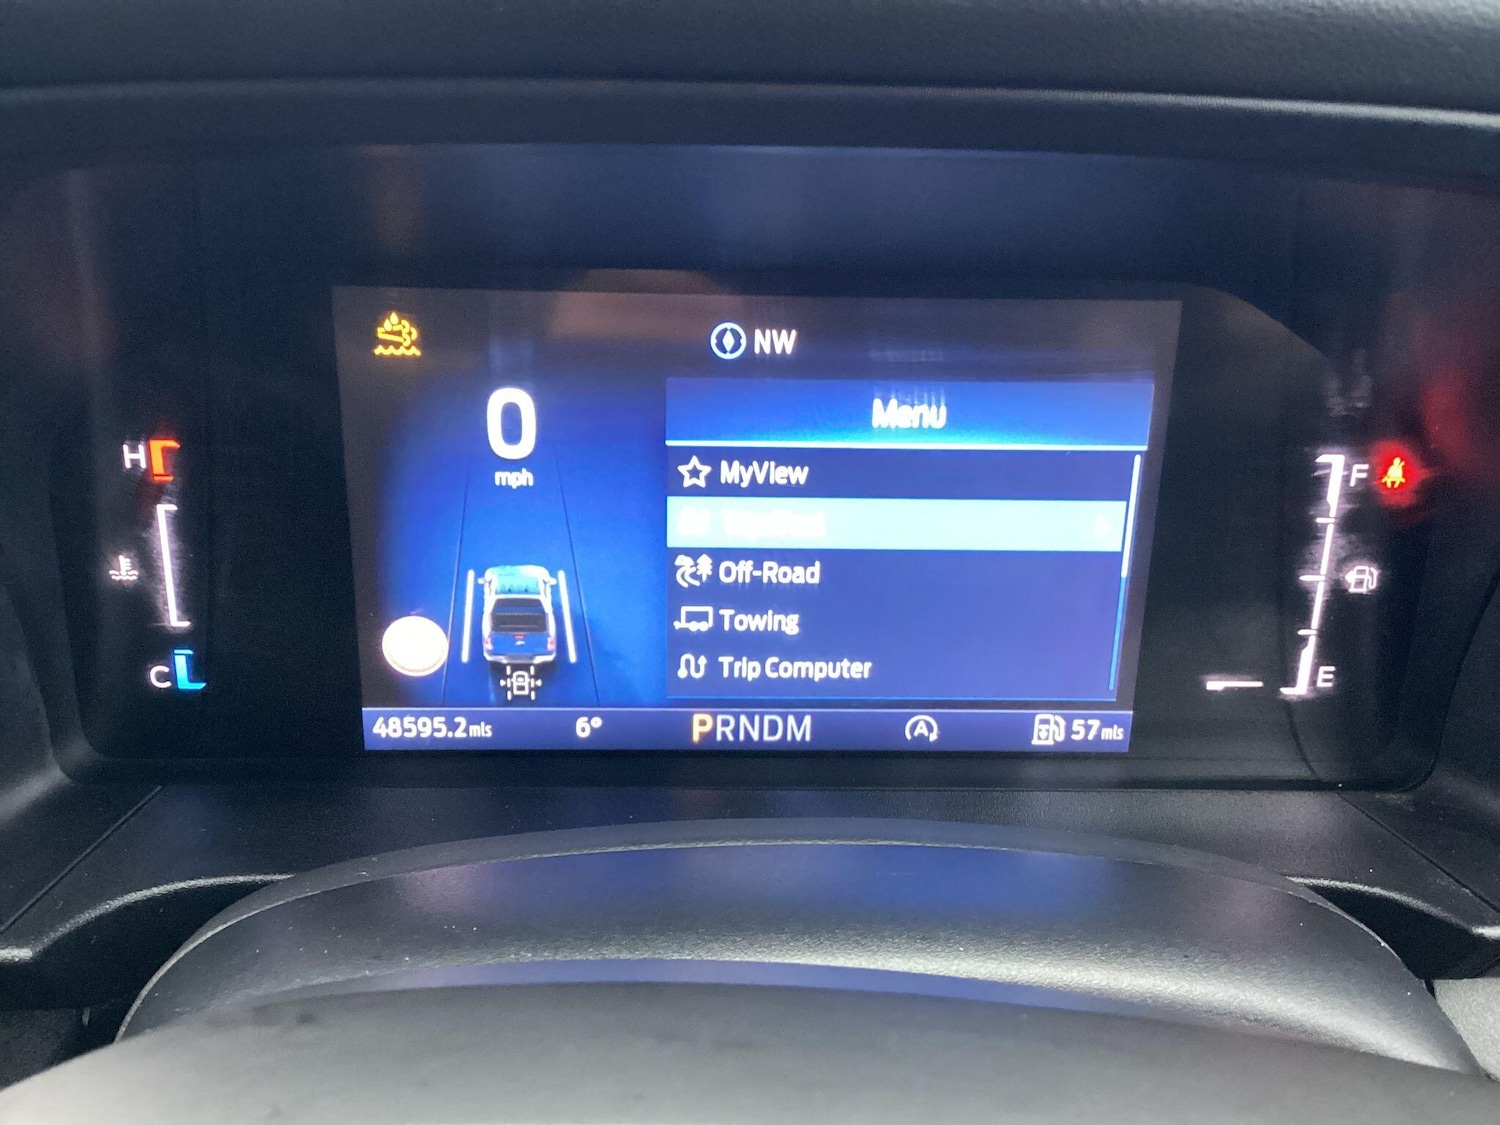 NW
0
mph
Menu
MyView
Off-Road
Towing
Trip Computer
H
C
F
E
48595.2mls
6°
PRNDM
A
57mls